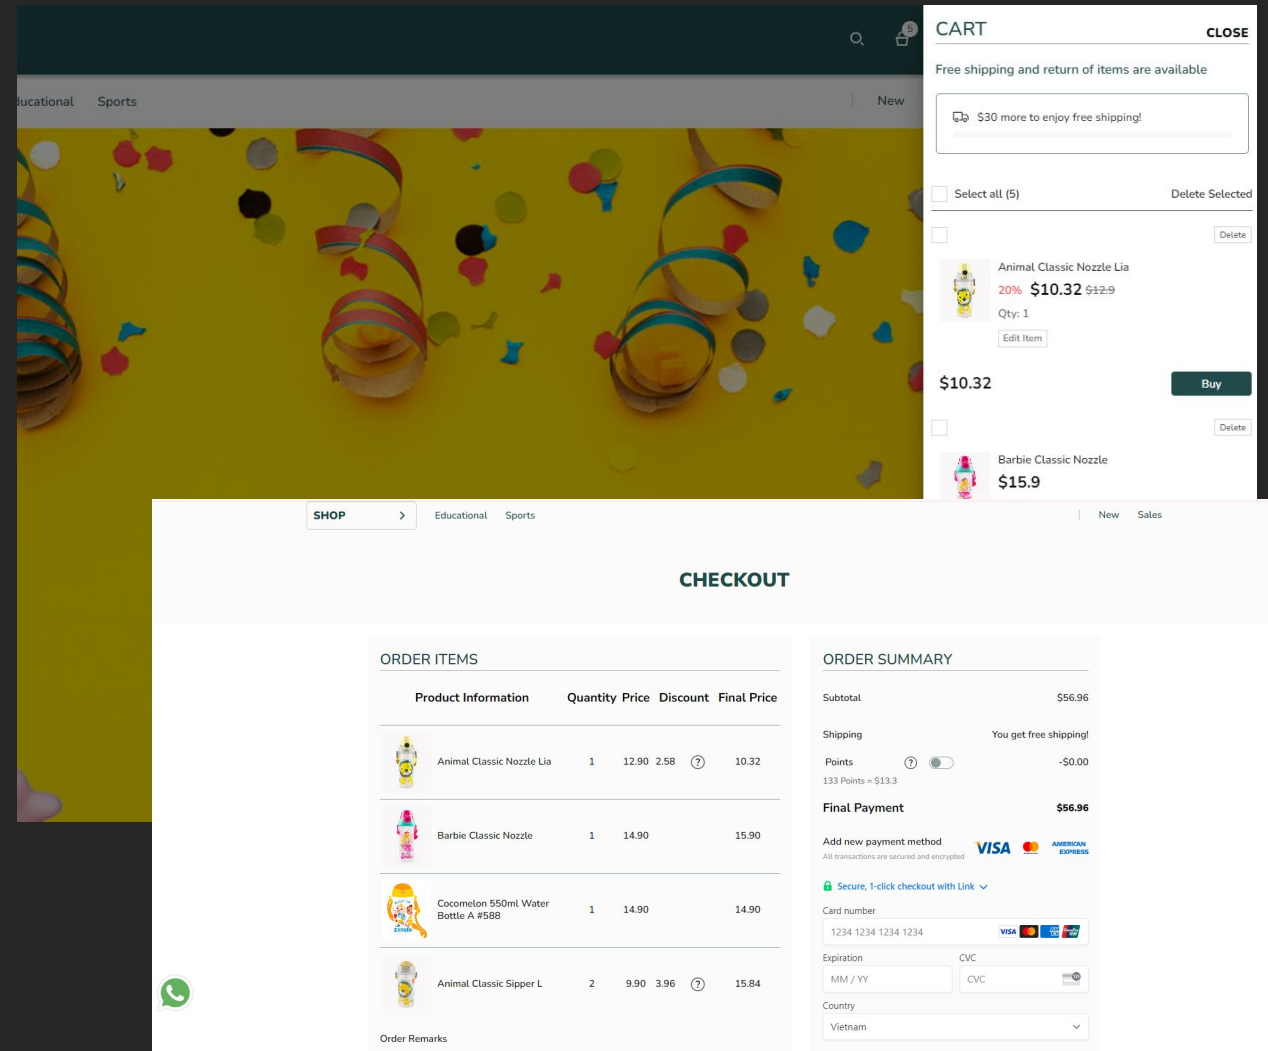 5
ducational Sports New
CART CLOSE
Free shipping and return of items are available
$30 more to enjoy free shipping!
Select all (5) Delete Selected
Delete
Animal Classic Nozzle Lia
20% $10.32 $12.9
Qty: 1
Edit Item
$10.32 Buy
Delete
Barbie Classic Nozzle
$15.9
SHOP Educational Sports New Sales
CHECKOUT
ORDER ITEMS
Product Information Quantity Price Discount Final Price
Animal Classic Nozzle Lia 1 12.90 2.58 ? 10.32
Barbie Classic Nozzle 1 14.90 15.90
Cocomelon 550ml Water
Bottle A #588 1 14.90 14.90
Animal Classic Sipper L 2 9.90 3.96 ? 15.84
Order Remarks
ORDER SUMMARY
Subtotal $56.96
Shipping You get free shipping!
Points ? -$0.00
133 Points = $13.3
Final Payment $56.96
Add new payment method VISA AMERICAN EXPRESS
All transactions are secured and encrypted
Secure, 1-click checkout with Link
Card number
1234 1234 1234 1234 VISA
Expiration CVC
MM / YY CVC
Country
Vietnam